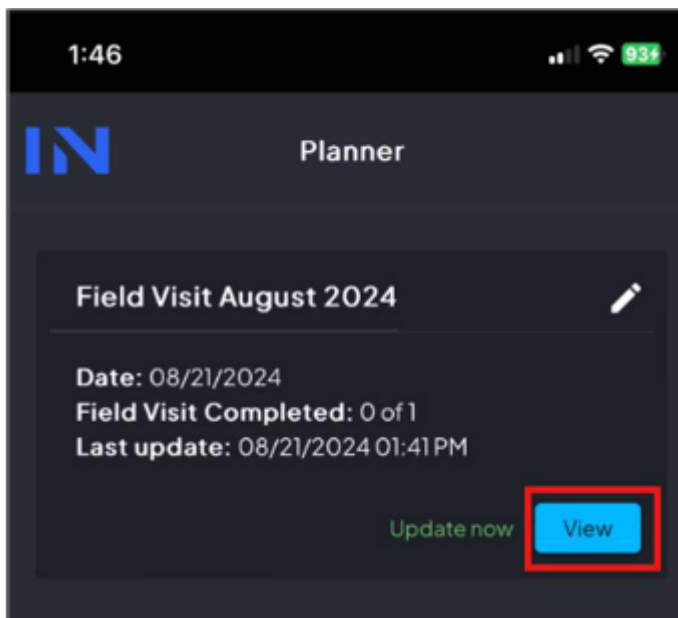 1:46
93
IN
Planner
Field Visit August 2024
Date: 08/21/2024
Field Visit Completed: 0 of 1
Last update: 08/21/2024 01:41 PM
Update now
View